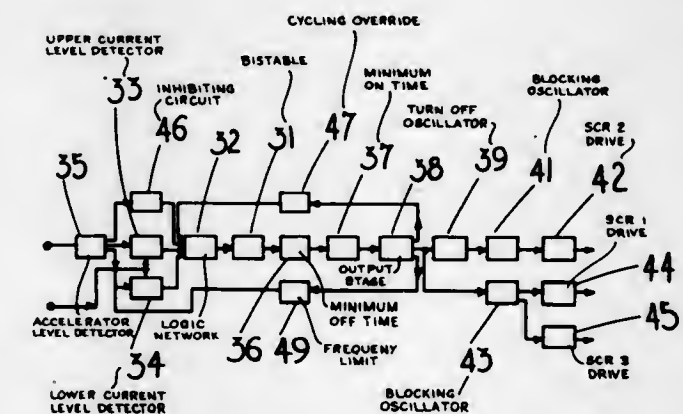 CYCLING OVERRIDE
UPPER CURRENT
LEVEL DETECTOR
BISTABLE
BLOCKING
OSCILLATOR
INHIBITING
CIRCUIT
MINIMUM
ON TIME
TURN OFF
OSCILLATOR
SCR 2
DRIVE
33
46
32
31
47
37
38
39
41
42
35
SCR 1
DRIVE
44
OUTPUT
STAGE
ACCELERATOR
LEVEL DETECTOR
34
LOGIC
NETWORK
36
49
MINIMUM
OFF TIME
FREQUENY
LIMIT
43
45
SCR 3
DRIVE
LOWER CURRENT
LEVEL DETECTOR
BLOCKING
OSCILLATOR